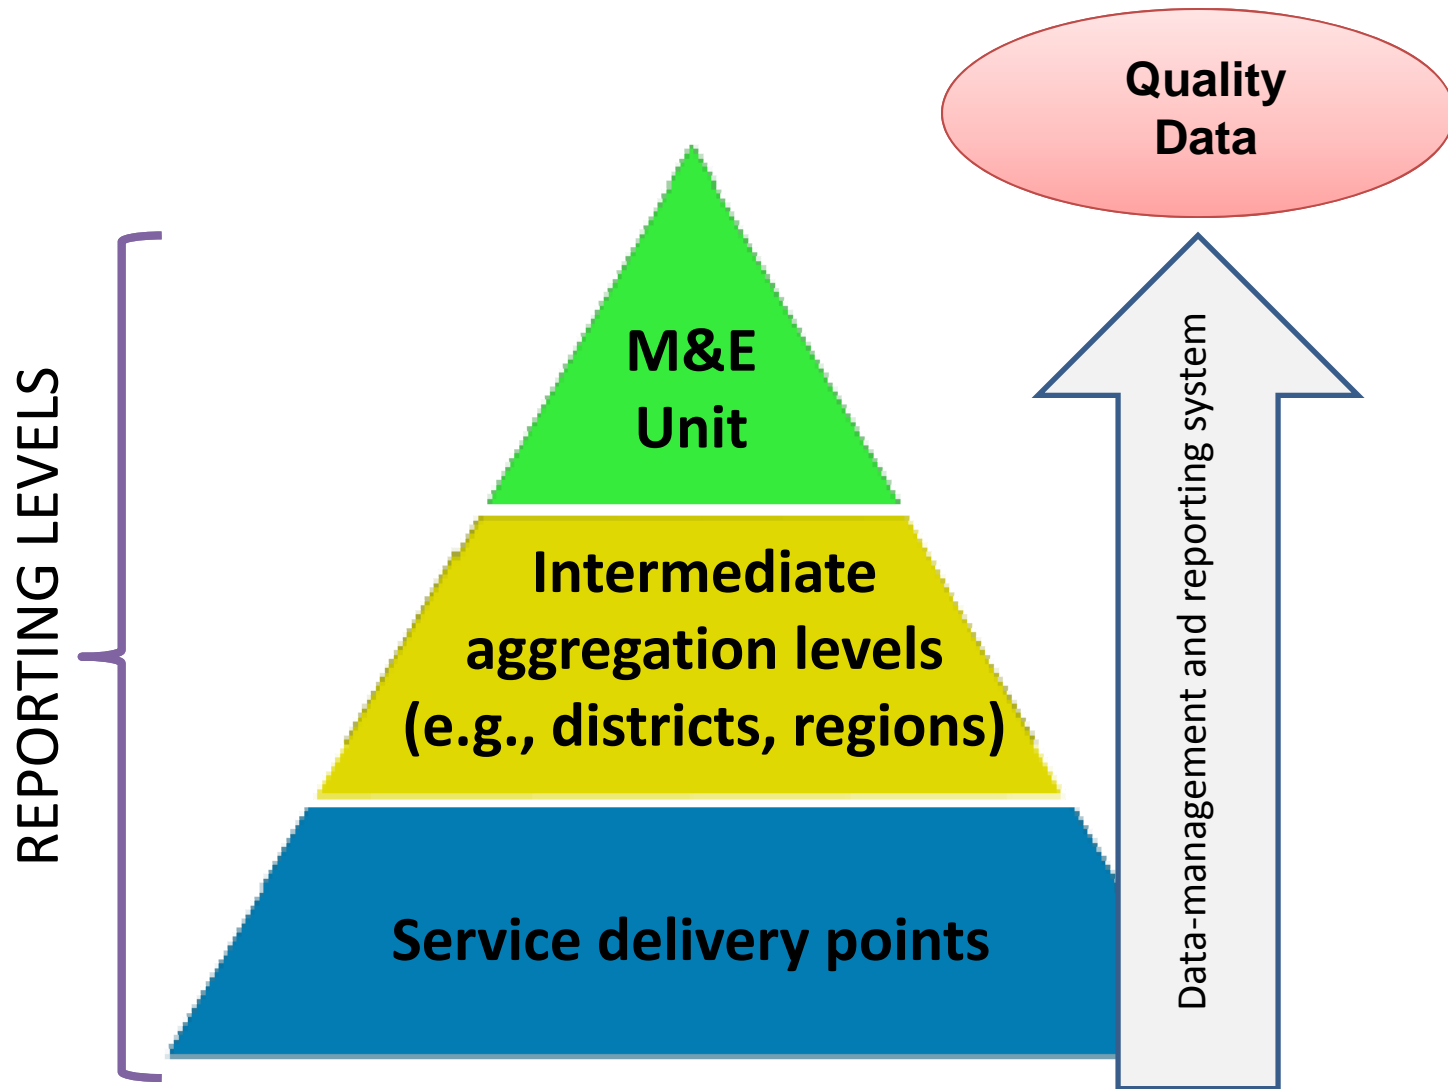 Quality
Data
REPORTING LEVELS
M&E
Unit
Intermediate
aggregation levels
(e.g., districts, regions)
Service delivery points
Data-management and reporting system